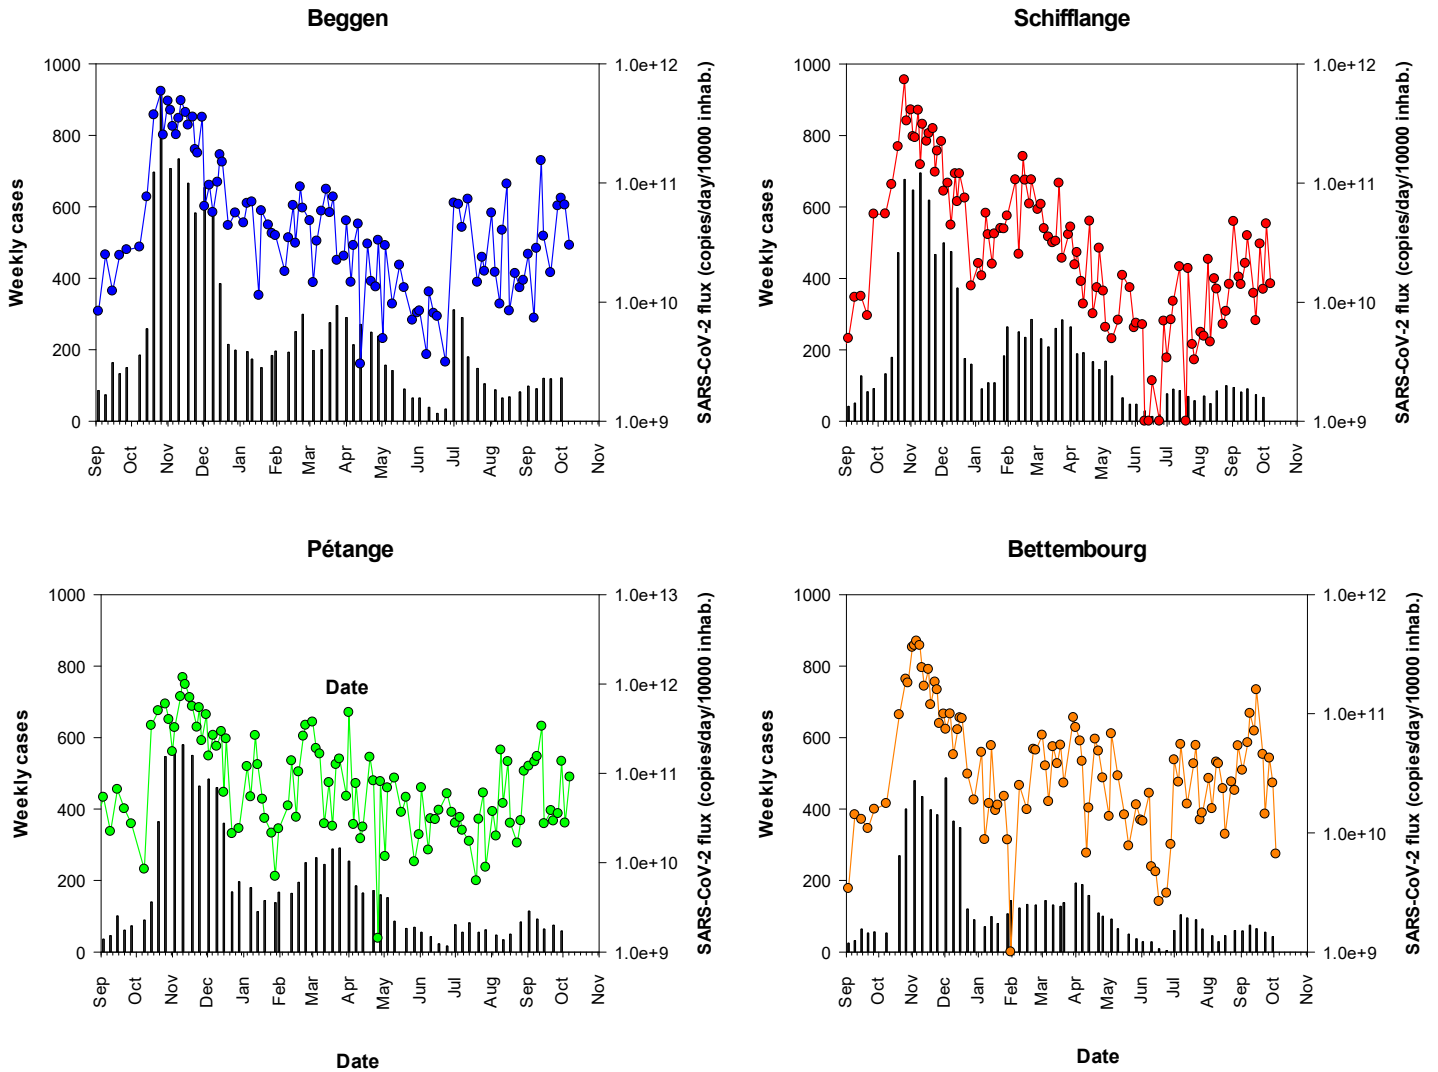 Beggen
Weekly cases
1000
800
600
400
200
0
1.0e+12
1.0e+11
1.0e+10
1.0e+9
SARS-CoV-2 flux (copies/day/10000 inhab.)
Sep
Oct
Nov
Dec
Jan
Feb
Mar
Apr
May
Jun
Jul
Aug
Sep
Oct
Nov
Schifflange
Weekly cases
1000
800
600
400
200
0
1.0e+12
1.0e+11
1.0e+10
1.0e+9
SARS-CoV-2 flux (copies/day/10000 inhab.)
Sep
Oct
Nov
Dec
Jan
Feb
Mar
Apr
May
Jun
Jul
Aug
Sep
Oct
Nov
Pétange
Weekly cases
1000
800
600
400
200
0
Date
1.0e+13
1.0e+12
1.0e+11
1.0e+10
1.0e+9
SARS-CoV-2 flux (copies/day/10000 inhab.)
Sep
Oct
Nov
Dec
Jan
Feb
Mar
Apr
May
Jun
Jul
Aug
Sep
Oct
Nov
Date
Bettembourg
Weekly cases
1000
800
600
400
200
0
1.0e+12
1.0e+11
1.0e+10
1.0e+9
SARS-CoV-2 flux (copies/day/10000 inhab.)
Sep
Oct
Nov
Dec
Jan
Feb
Mar
Apr
May
Jun
Jul
Aug
Sep
Oct
Nov
Date